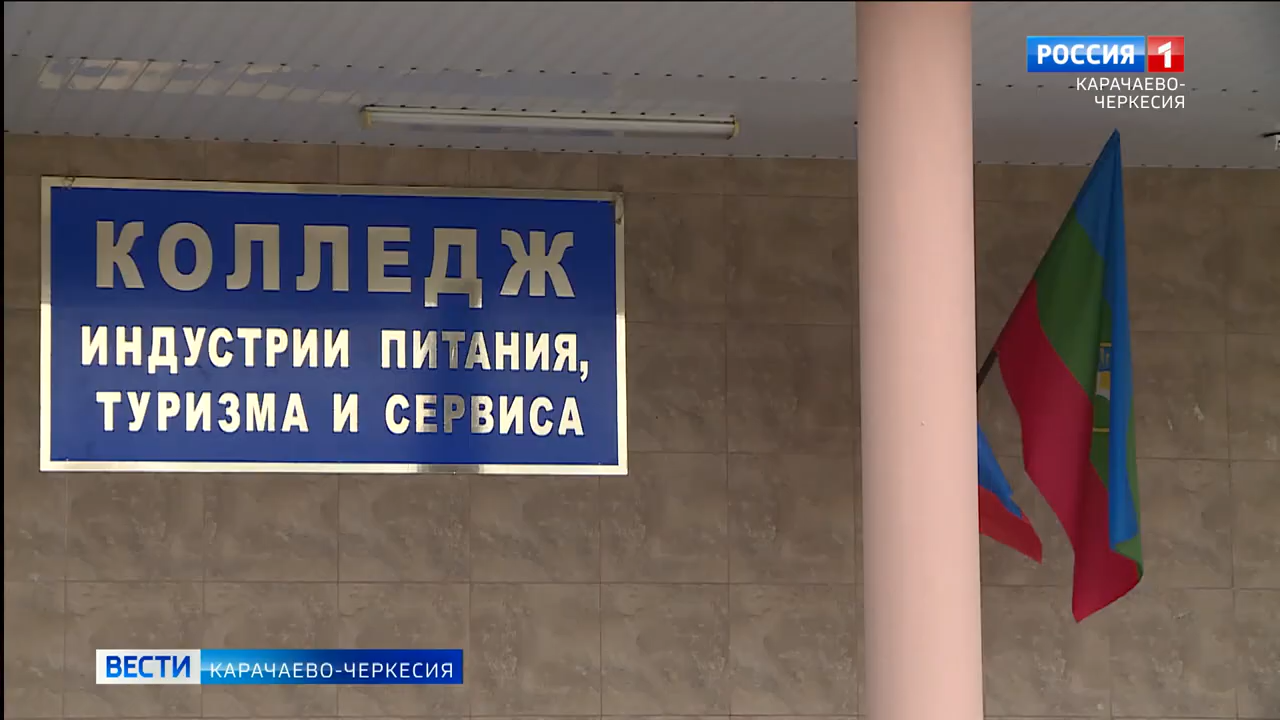 РОССИЯ 1
КАРАЧАЕВО-
ЧЕРКЕСИЯ
КОЛЛЕДЖ
ИНДУСТРИИ ПИТАНИЯ,
ТУРИЗМА И СЕРВИСА
ВЕСТИ КАРАЧАЕВО-ЧЕРКЕСИЯ